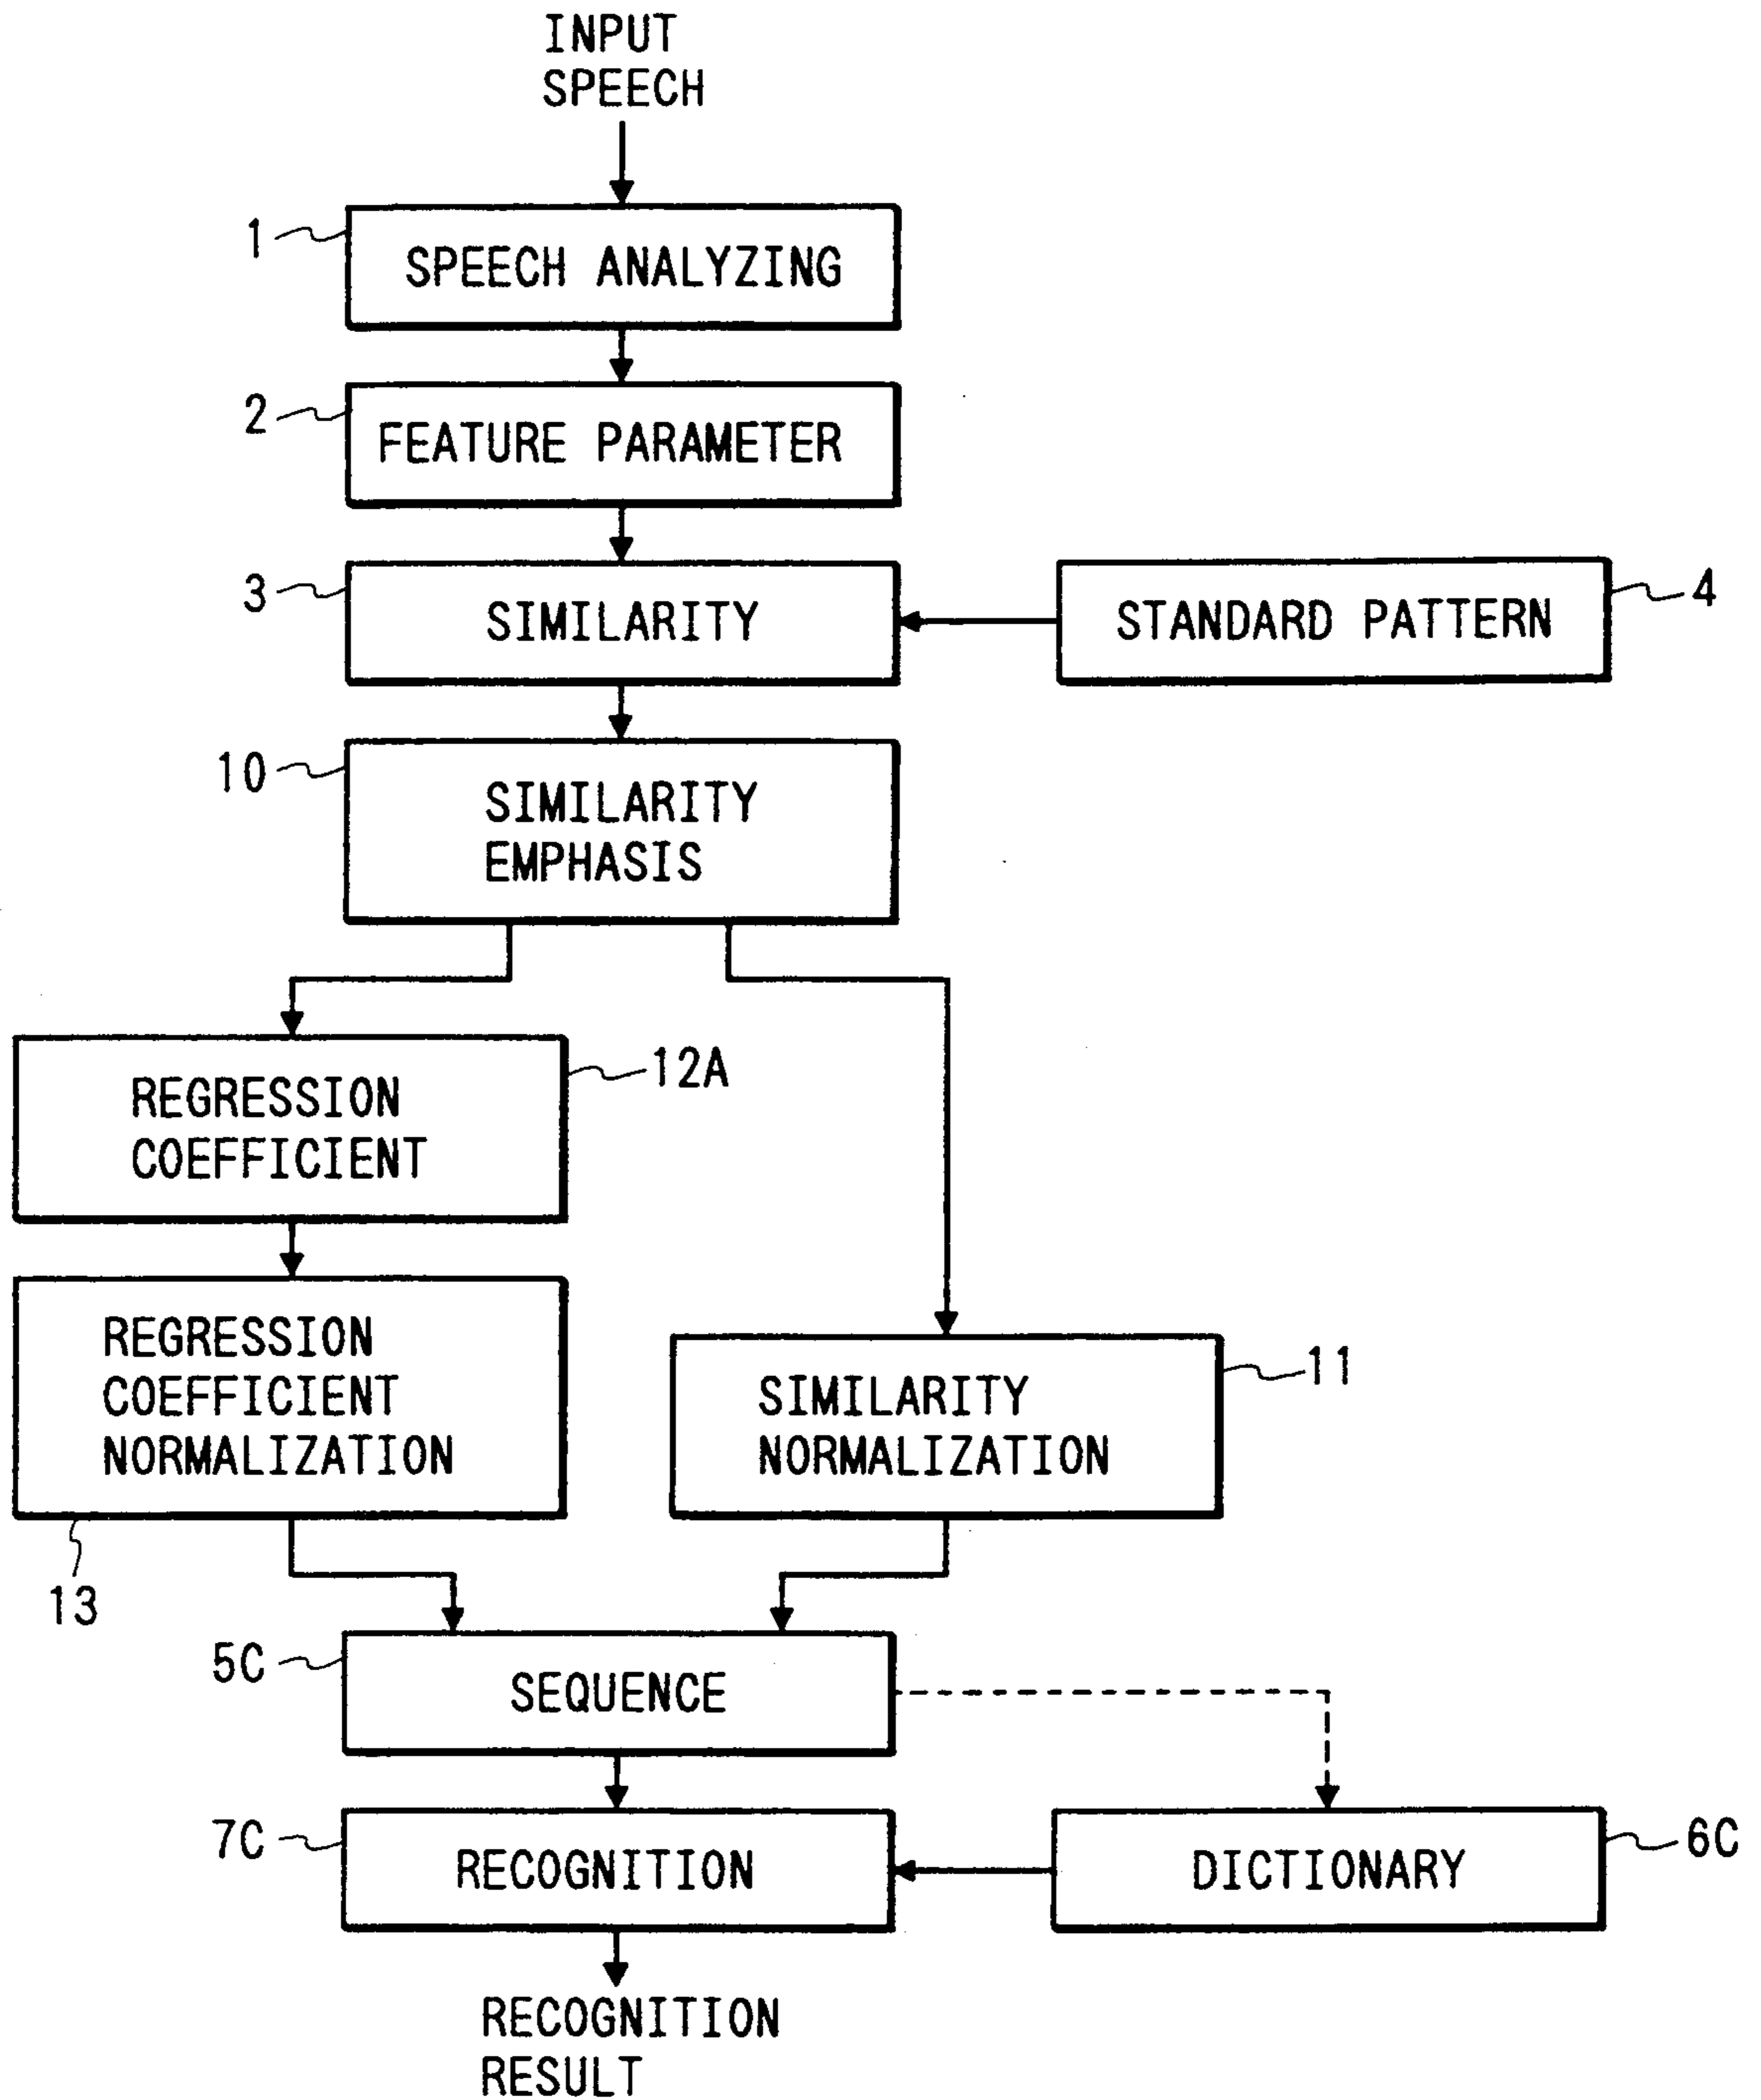 INPUT
SPEECH
1
SPEECH ANALYZING
2
FEATURE PARAMETER
3
SIMILARITY
STANDARD PATTERN
4
10
SIMILARITY
EMPHASIS
REGRESSION
COEFFICIENT
12A
REGRESSION
COEFFICIENT
NORMALIZATION
13
SIMILARITY
NORMALIZATION
11
5C
SEQUENCE
7C
RECOGNITION
DICTIONARY
6C
RECOGNITION
RESULT